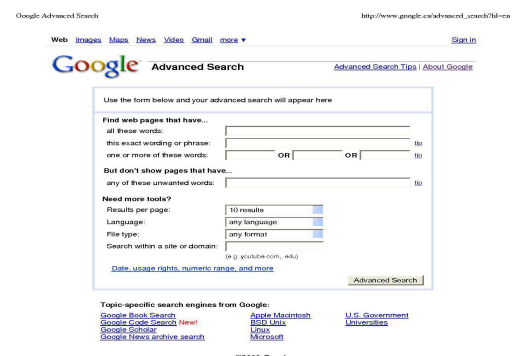 Google Advanced Search http://www.google.ca/advanced_search?hl=en
Web Images Maps News Video Gmail more ▼ Sign in
Google Advanced Search Advanced Search Tips | About Google
Use the form below and your advanced search will appear here
Find web pages that have...
all these words:
this exact wording or phrase: tip
one or more of these words: OR OR tip
But don't show pages that have...
any of these unwanted words: tip
Need more tools?
Results per page: 10 results
Language: any language
File type: any format
Search within a site or domain:
(e.g. youtube.com, .edu)
Date, usage rights, numeric range, and more
Advanced Search
Topic-specific search engines from Google:
Google Book Search Apple Macintosh U.S. Government
Google Code Search New! BSD Unix Universities
Google Scholar Linux
Google News archive search Microsoft